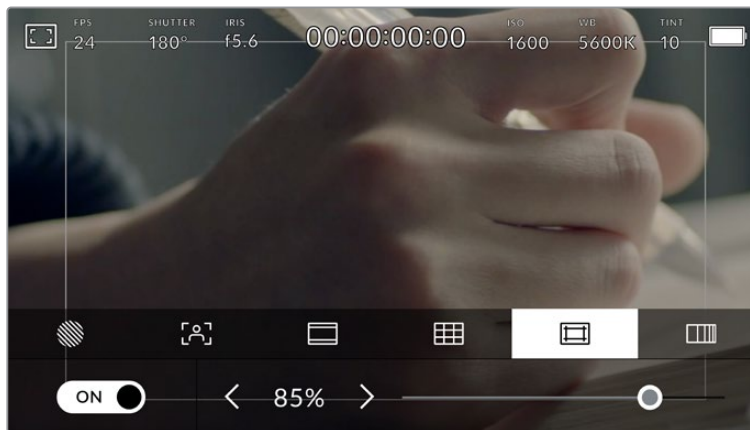 FPS SHUTTER IRIS ISO WB TINT
24 180° f5.6 00:00:00:00 1600 5600K 10
ON 85%